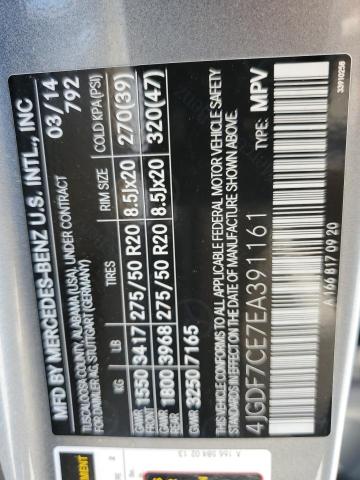 MFD BY MERCEDES-BENZ U.S. INTL., INC
TUSCALOOSA COUNTY, ALABAMA (USA) UNDER CONTRACT
FOR DAIMLER AG, STUTTGART (GERMANY)
03/14
792
KG LB TIRES RIM SIZE COLD KPA(PSI)
GAWR FRONT 1550 3417 275/50 R20 8.5Jx20 270(39)
GAWR REAR 1800 3968 275/50 R20 8.5Jx20 320(47)
GVWR 3250 7165
THIS VEHICLE CONFORMS TO ALL APPLICABLE FEDERAL MOTOR VEHICLE SAFETY
STANDARDS IN EFFECT ON THE DATE OF MANUFACTURE SHOWN ABOVE.
4JGDF7CE7EA391161 TYPE: MPV
A 166 817 09 20
33910258
A 166 584 02 13